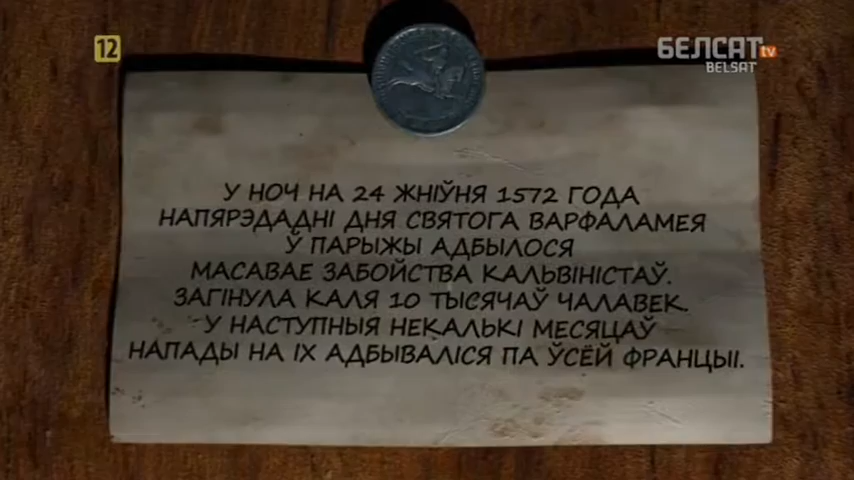 12
БЕЛСАТ tv
BELSAT
У НОЧ НА 24 ЖНІЎНЯ 1572 ГОДА
НАПЯРЭДАДНІ ДНЯ СВЯТОГА ВАРФАЛАМЕЯ
Ў ПАРЫЖЫ АДБЫЛОСЯ
МАСАВАЕ ЗАБОЙСТВА КАЛЬВІНІСТАЎ.
ЗАГІНУЛА КАЛЯ 10 ТЫСЯЧАЎ ЧАЛАВЕК.
У НАСТУПНЫЯ НЕКАЛЬКІ МЕСЯЦАЎ
НАПАДЫ НА ІХ АДБЫВАЛІСЯ ПА ЎСЁЙ ФРАНЦЫІ.